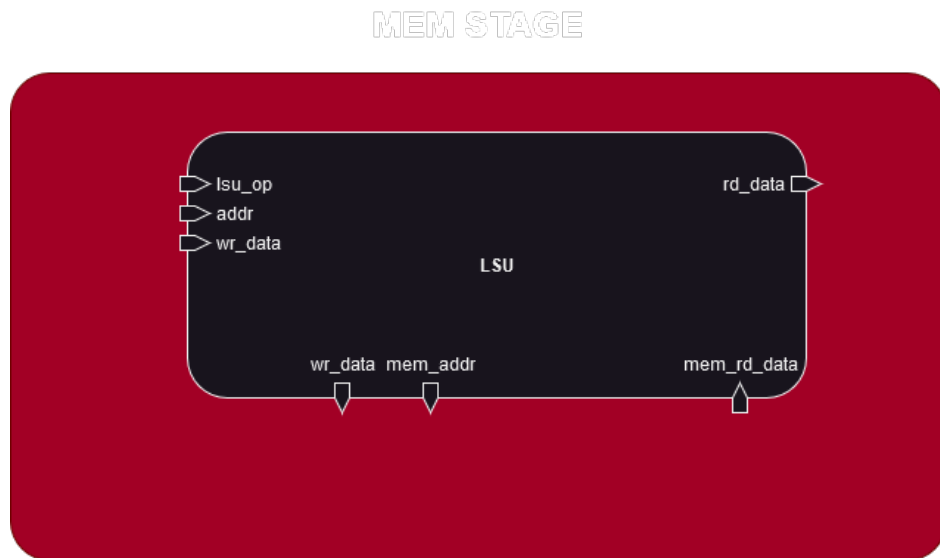 MEM STAGE
lsu_op
rd_data
addr
wr_data
LSU
wr_data mem_addr
mem_rd_data